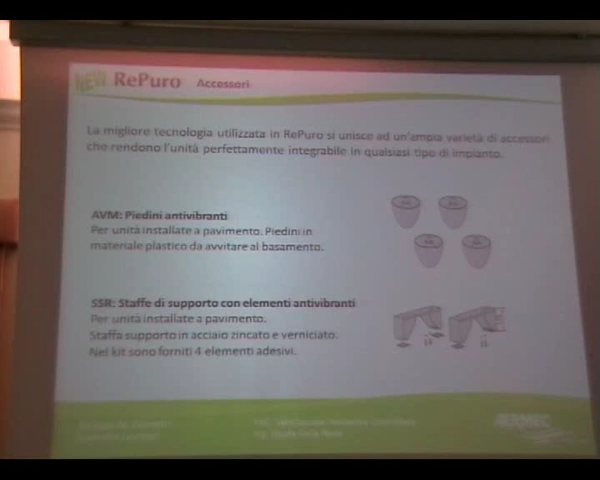 NEW RePuro Accessori
La migliore tecnologia utilizzata in RePuro si unisce ad un'ampia varietà di accessori
che rendono l'unità perfettamente integrabile in qualsiasi tipo di impianto.
AVM: Piedini antivibranti
Per unità installate a pavimento. Piedini in
materiale plastico da avvitare al basamento.
SSR: Staffe di supporto con elementi antivibranti
Per unità installate a pavimento.
Staffa supporto in acciaio zincato e verniciato.
Nel kit sono forniti 4 elementi adesivi.
AERMEC